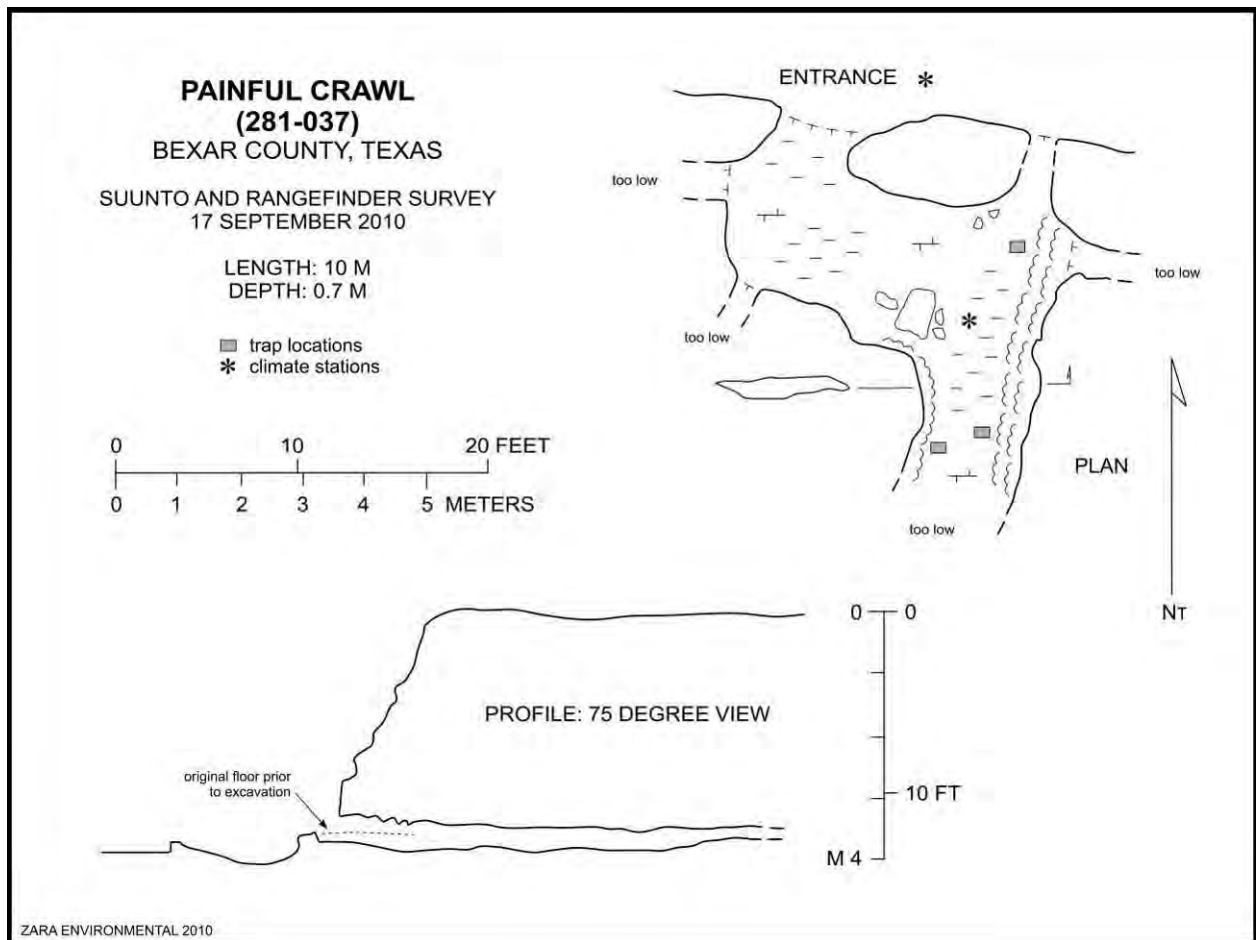 PAINFUL CRAWL
(281-037)
BEXAR COUNTY, TEXAS
SUUNTO AND RANGEFINDER SURVEY
17 SEPTEMBER 2010
LENGTH: 10 M
DEPTH: 0.7 M
trap locations
* climate stations
0 10 20 FEET
0 1 2 3 4 5 METERS
ENTRANCE *
too low
too low
too low
*
PLAN
too low
NT
0 0
PROFILE: 75 DEGREE VIEW
original floor prior
to excavation
10 FT
M 4
ZARA ENVIRONMENTAL 2010